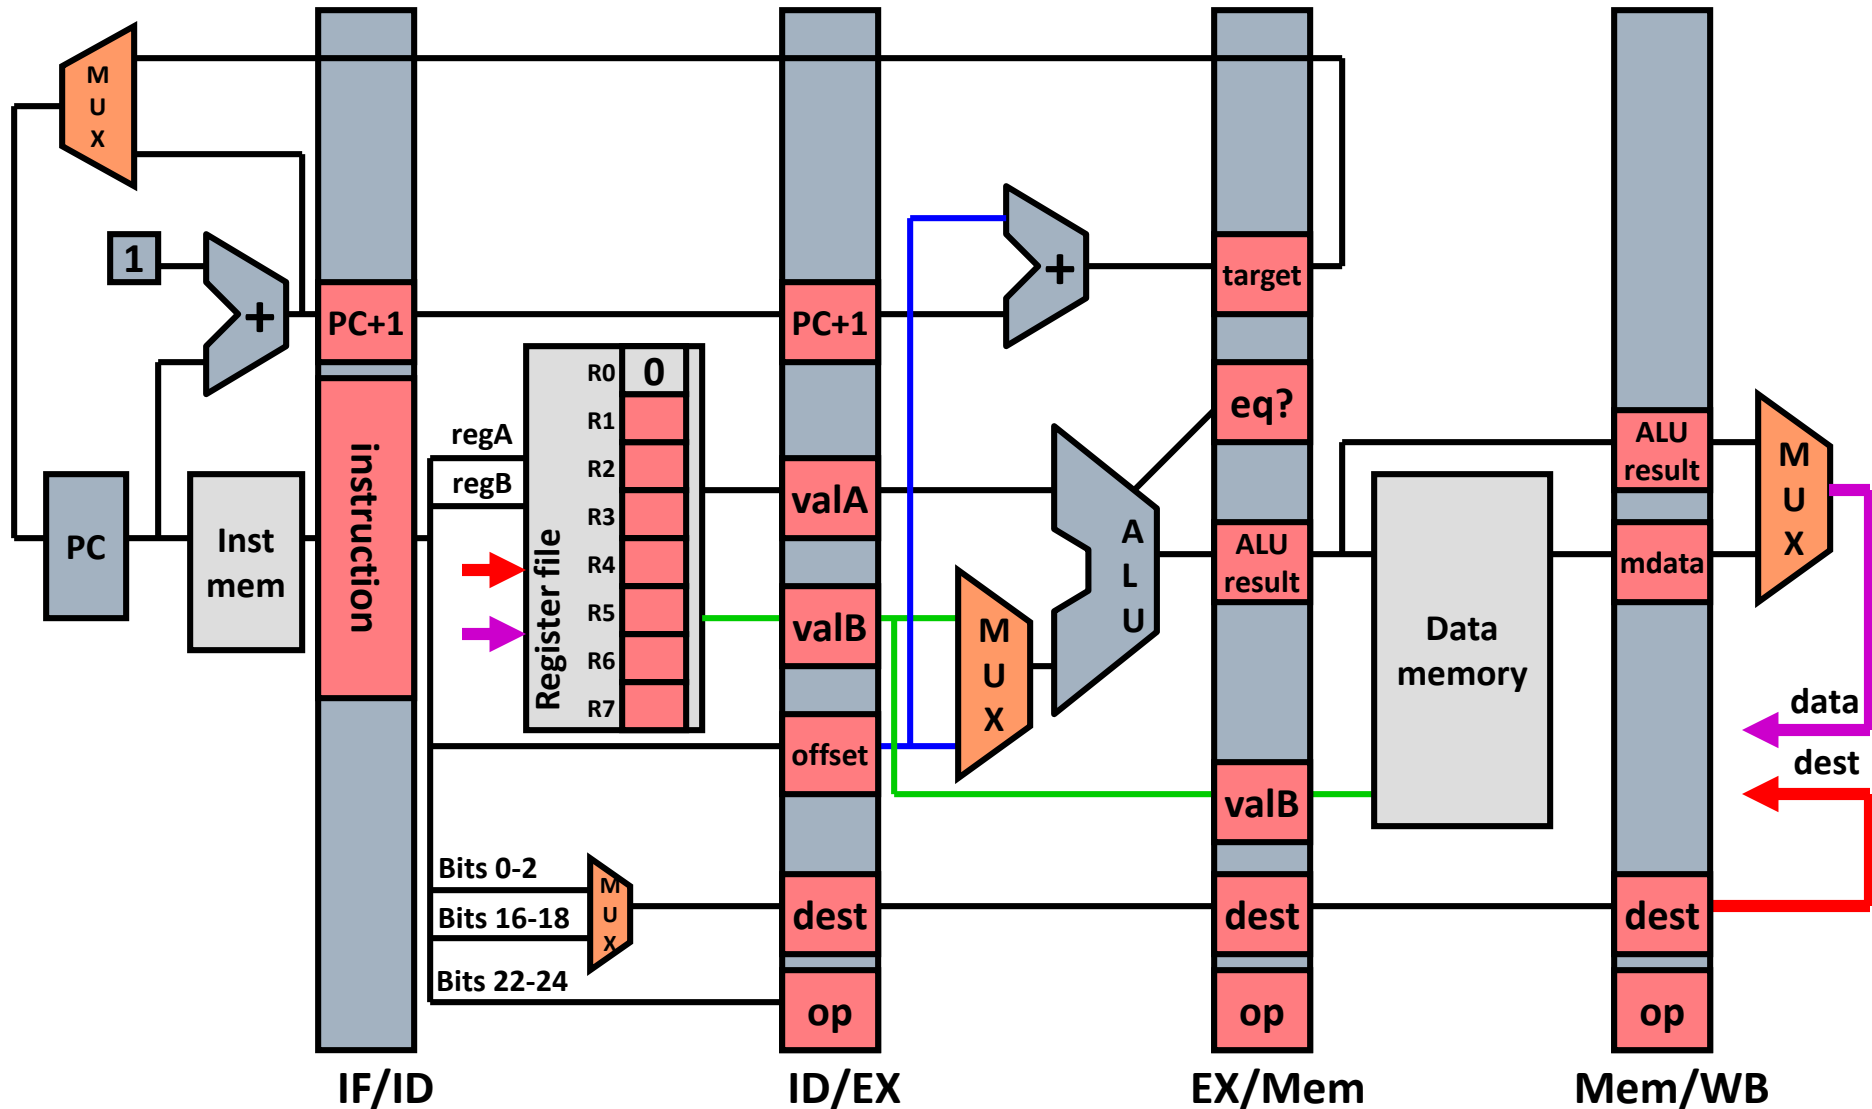 M
U
X
1
+
PC
Inst
mem
PC+1
instruction
regA
regB
Register file
R0 0
R1
R2
R3
R4
R5
R6
R7
Bits 0-2
Bits 16-18
Bits 22-24
M
U
X
PC+1
valA
valB
offset
dest
op
+
M
U
X
A
L
U
target
eq?
ALU
result
valB
dest
op
Data
memory
ALU
result
mdata
dest
op
M
U
X
data
dest
IF/ID
ID/EX
EX/Mem
Mem/WB